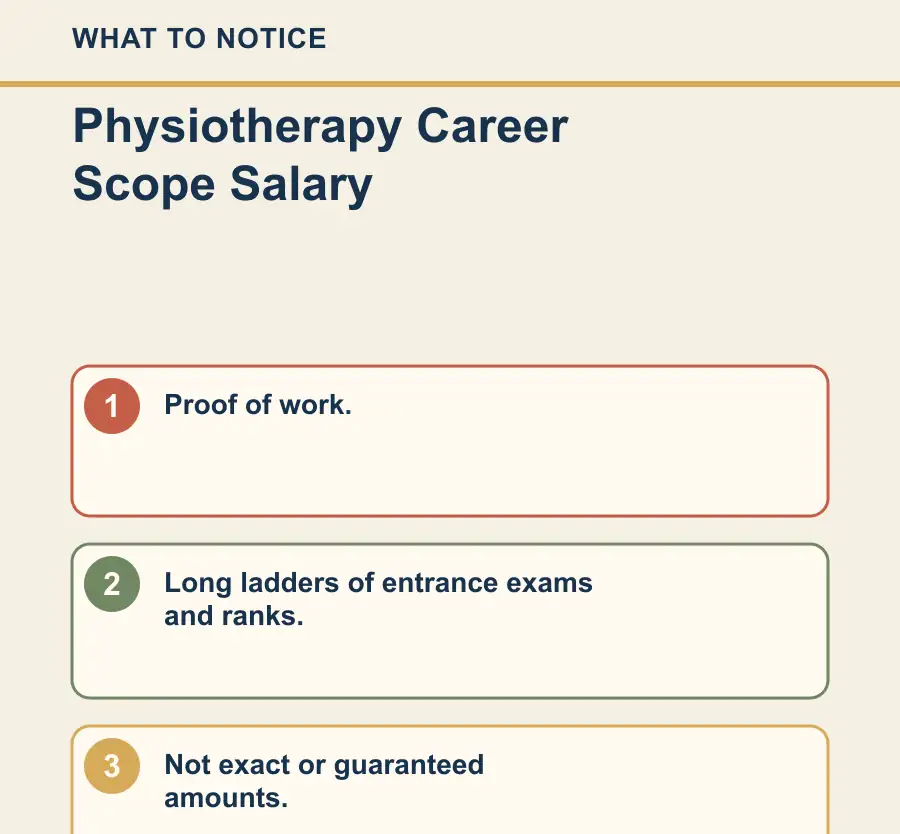 WHAT TO NOTICE
Physiotherapy Career
Scope Salary
1
Proof of work.
2
Long ladders of entrance exams
and ranks.
3
Not exact or guaranteed
amounts.